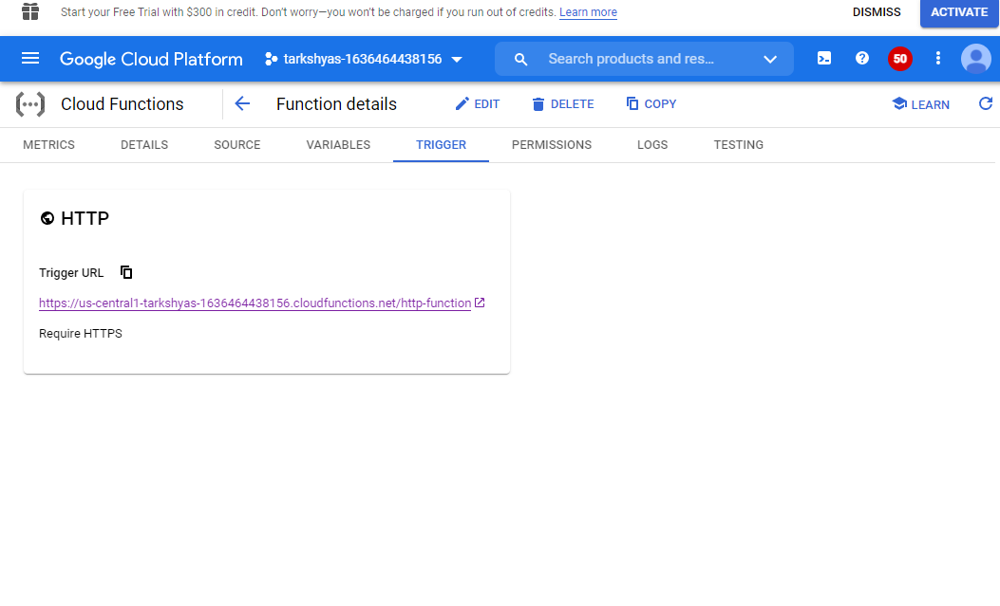 Start your Free Trial with $300 in credit. Don't worry—you won't be charged if you run out of credits. Learn more DISMISS ACTIVATE
Google Cloud Platform tarkshyas-1636464438156 Search products and res... 50
Cloud Functions Function details EDIT DELETE COPY LEARN
METRICS DETAILS SOURCE VARIABLES TRIGGER PERMISSIONS LOGS TESTING
HTTP
Trigger URL
https://us-central1-tarkshyas-1636464438156.cloudfunctions.net/http-function
Require HTTPS